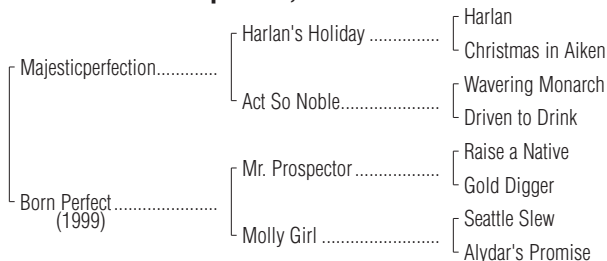 Harlan
Harlan's Holiday ................
Christmas in Aiken
Majesticperfection.............
Wavering Monarch
Act So Noble......................
Driven to Drink
Raise a Native
Mr. Prospector ...................
Gold Digger
Born Perfect ......................
(1999)
Seattle Slew
Molly Girl ..........................
Alydar's Promise